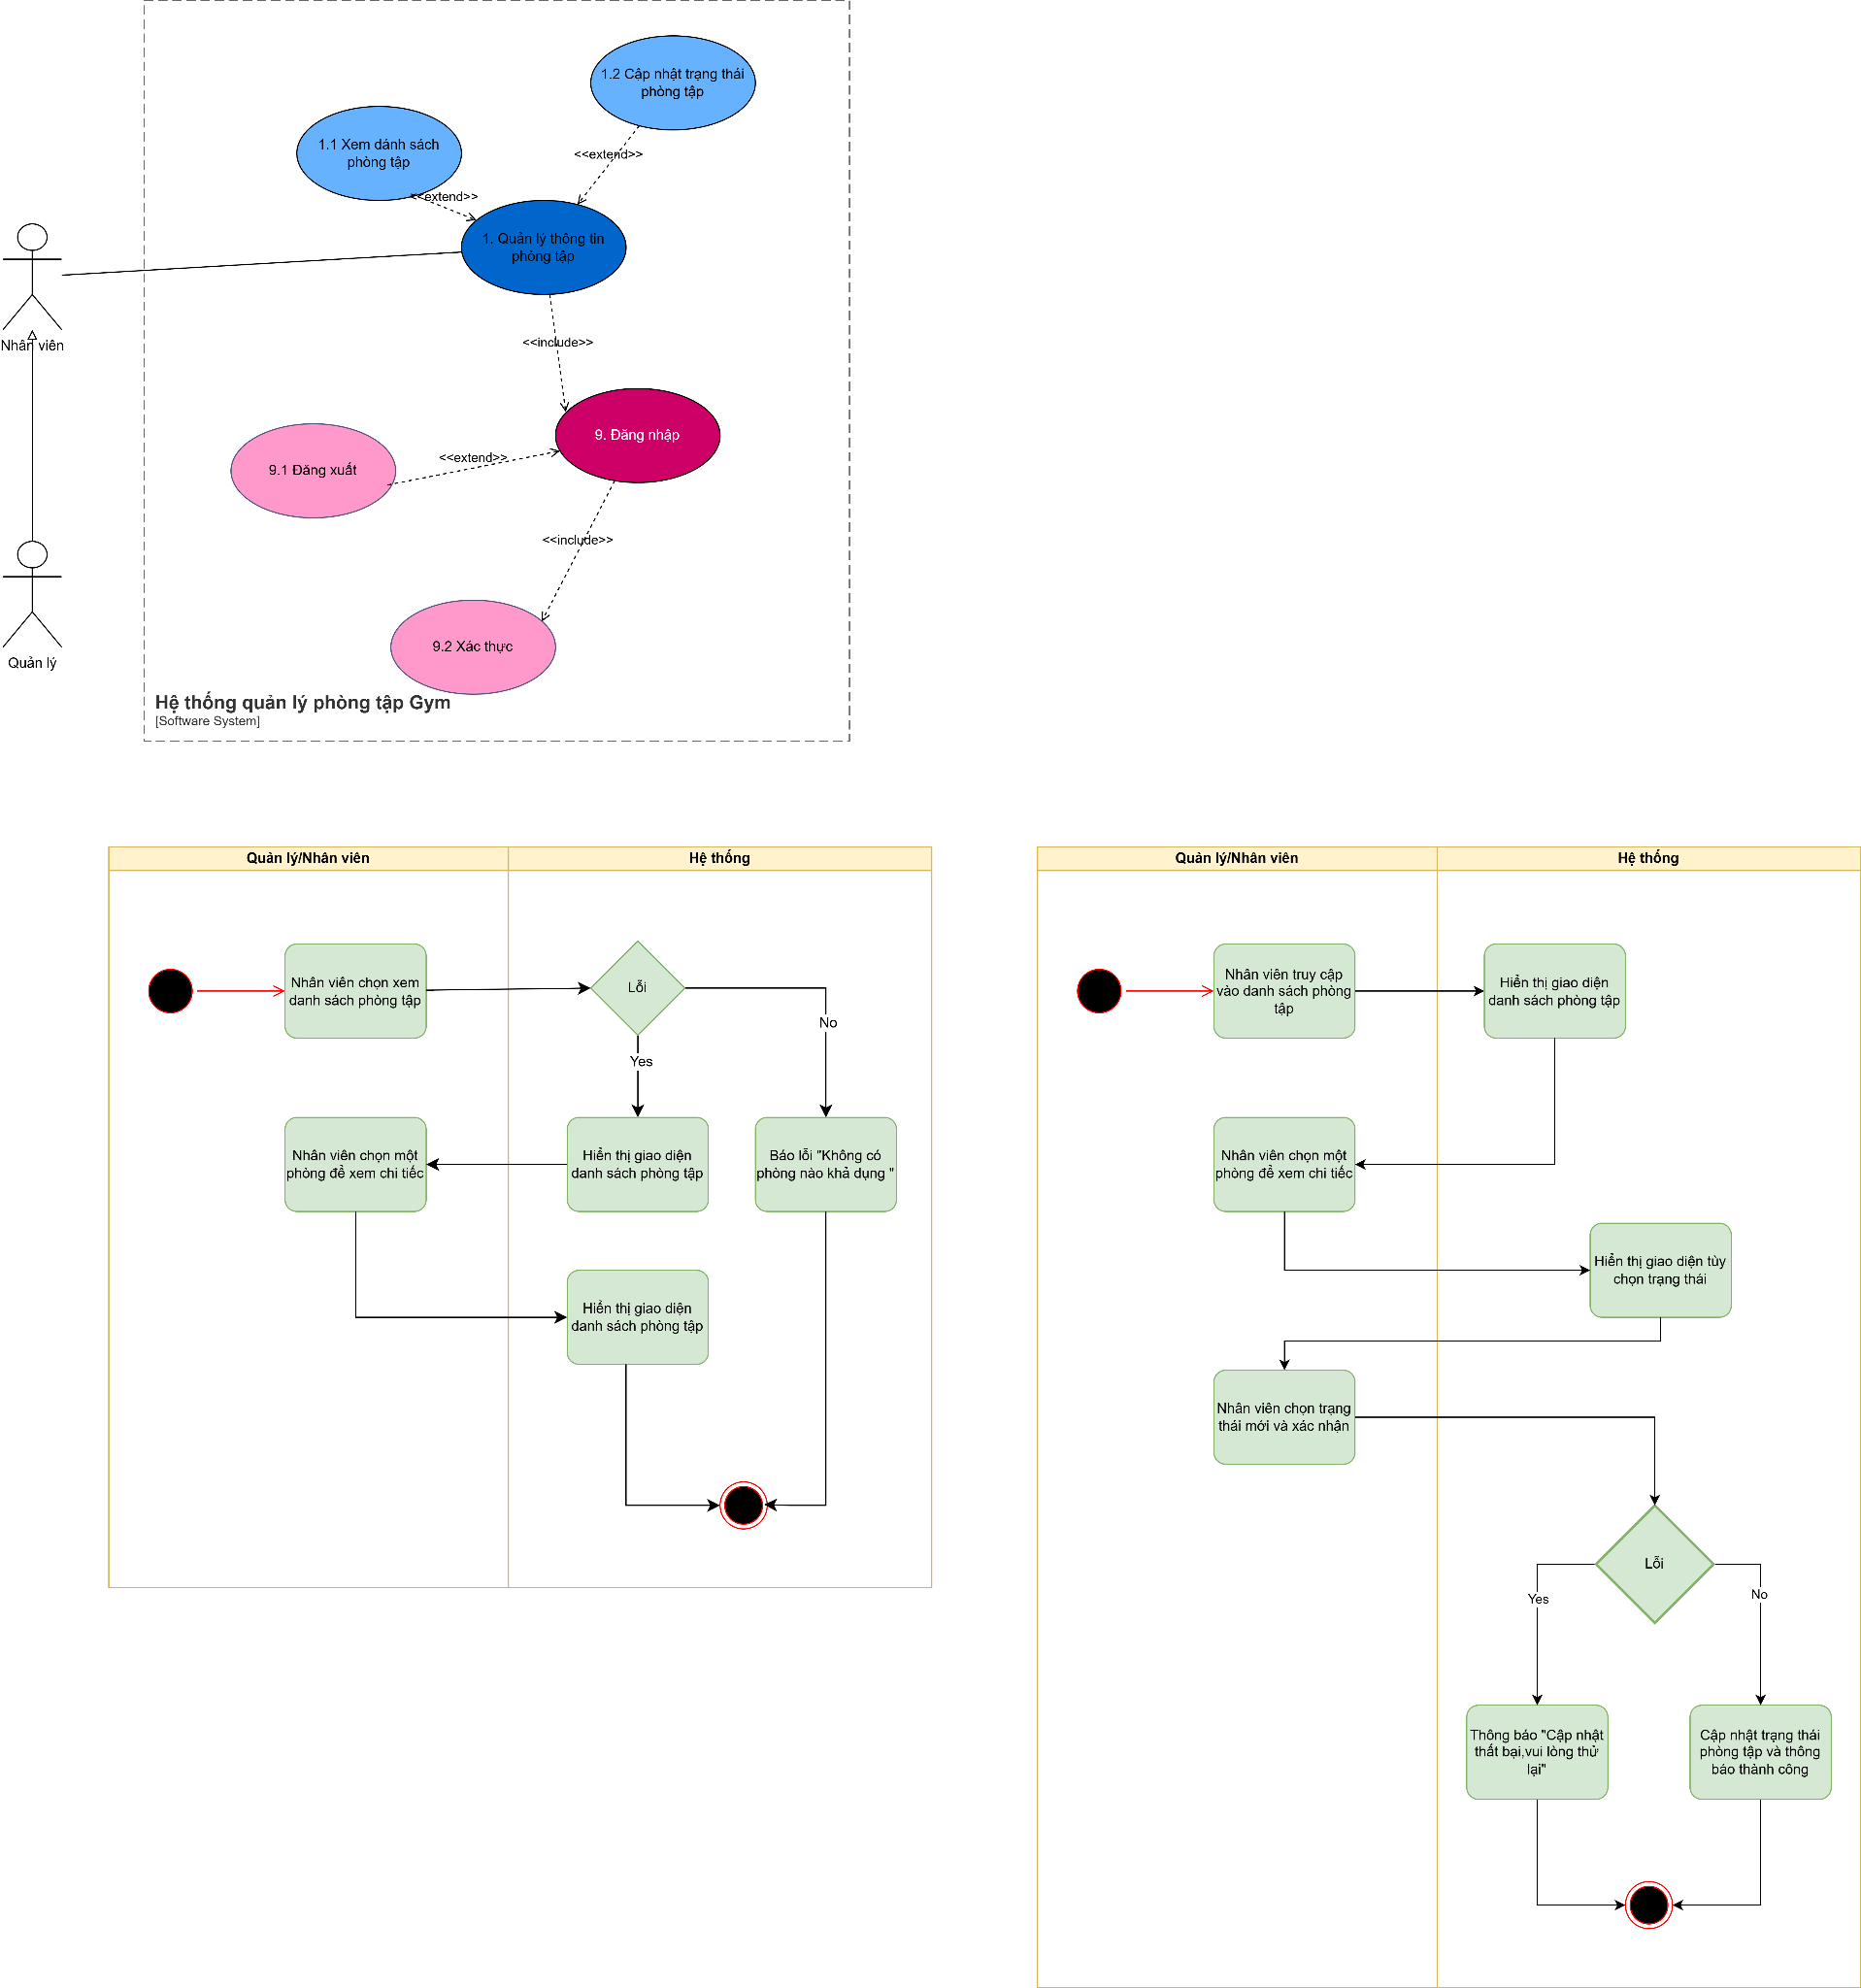 1.2 Cập nhật trạng thái
phòng tập
1.1 Xem dánh sách
phòng tập
<<extend>>
<<extend>>
1. Quản lý thông tin
phòng tập
Nhân viên
<<include>>
9. Đăng nhập
9.1 Đăng xuất
<<extend>>
<<include>>
9.2 Xác thực
Quản lý
Hệ thống quản lý phòng tập Gym
[Software System]
Quản lý/Nhân viên
Hệ thống
Nhân viên chọn xem
danh sách phòng tập
Lỗi
No
Yes
Nhân viên chọn một
phòng để xem chi tiếc
Hiển thị giao diện
danh sách phòng tập
Báo lỗi "Không có
phòng nào khả dụng "
Hiển thị giao diện
danh sách phòng tập
Quản lý/Nhân viên
Hệ thống
Nhân viên truy cập
vào danh sách phòng
tập
Hiển thị giao diện
danh sách phòng tập
Nhân viên chọn một
phòng để xem chi tiếc
Hiển thị giao diện tùy
chọn trạng thái
Nhân viên chọn trạng
thái mới và xác nhận
Lỗi
Yes
No
Thông báo "Cập nhật
thất bại,vui lòng thử
lại"
Cập nhật trạng thái
phòng tập và thông
báo thành công